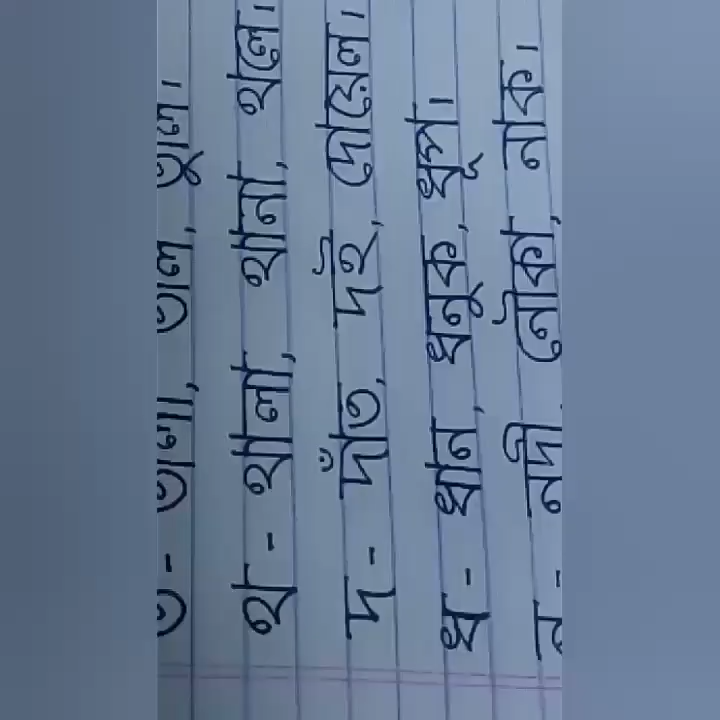 ত - তালা, তাল, তুলা।
থ - থালা, থানা, থলে।
দ - দাঁত, দই, দোয়েল।
ধ - ধান, ধনুক, ধূপ।
ন - নদী, নৌকা, নাক।